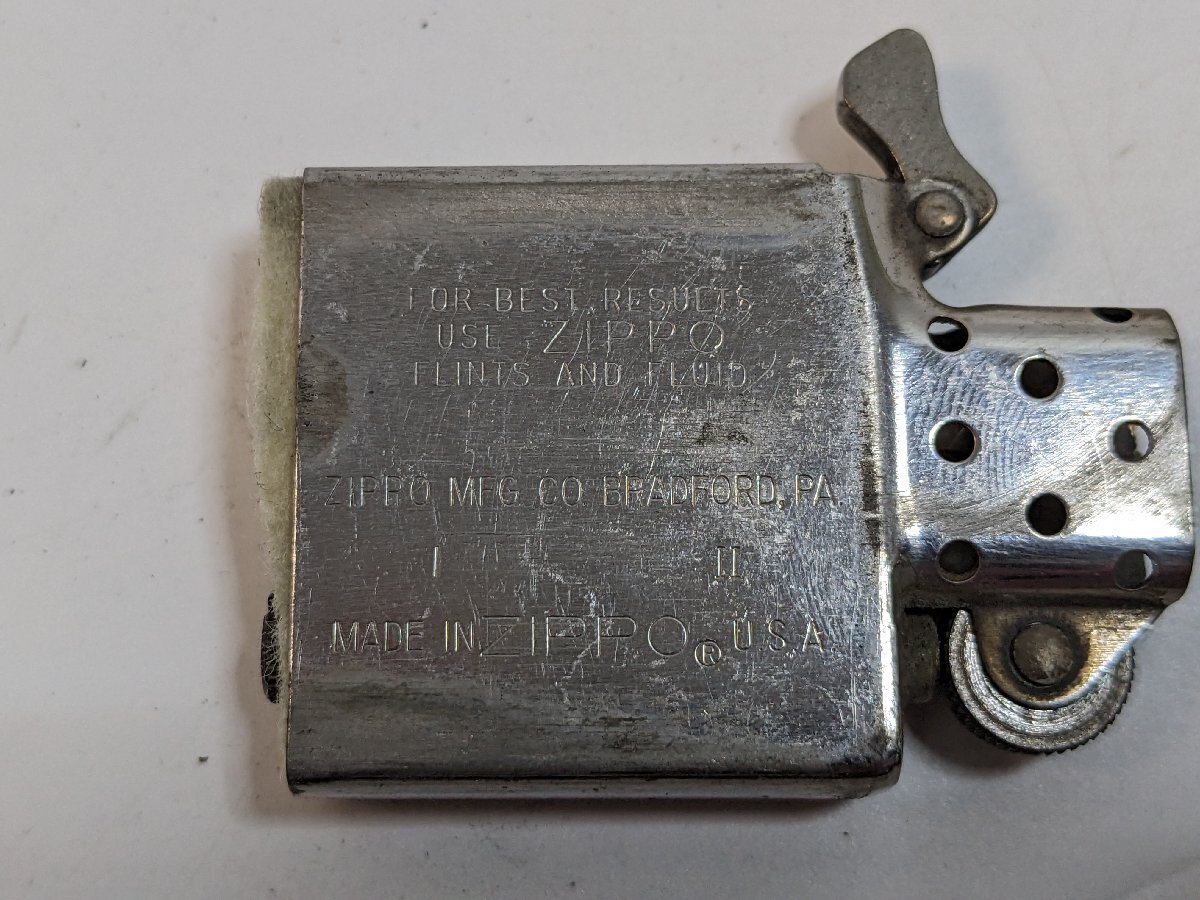 FOR BEST RESULTS
USE ZIPPO
FLINTS AND FLUID
ZIPPO MFG. CO. BRADFORD, PA.
I II
MADE IN ZIPPO ® U.S.A.